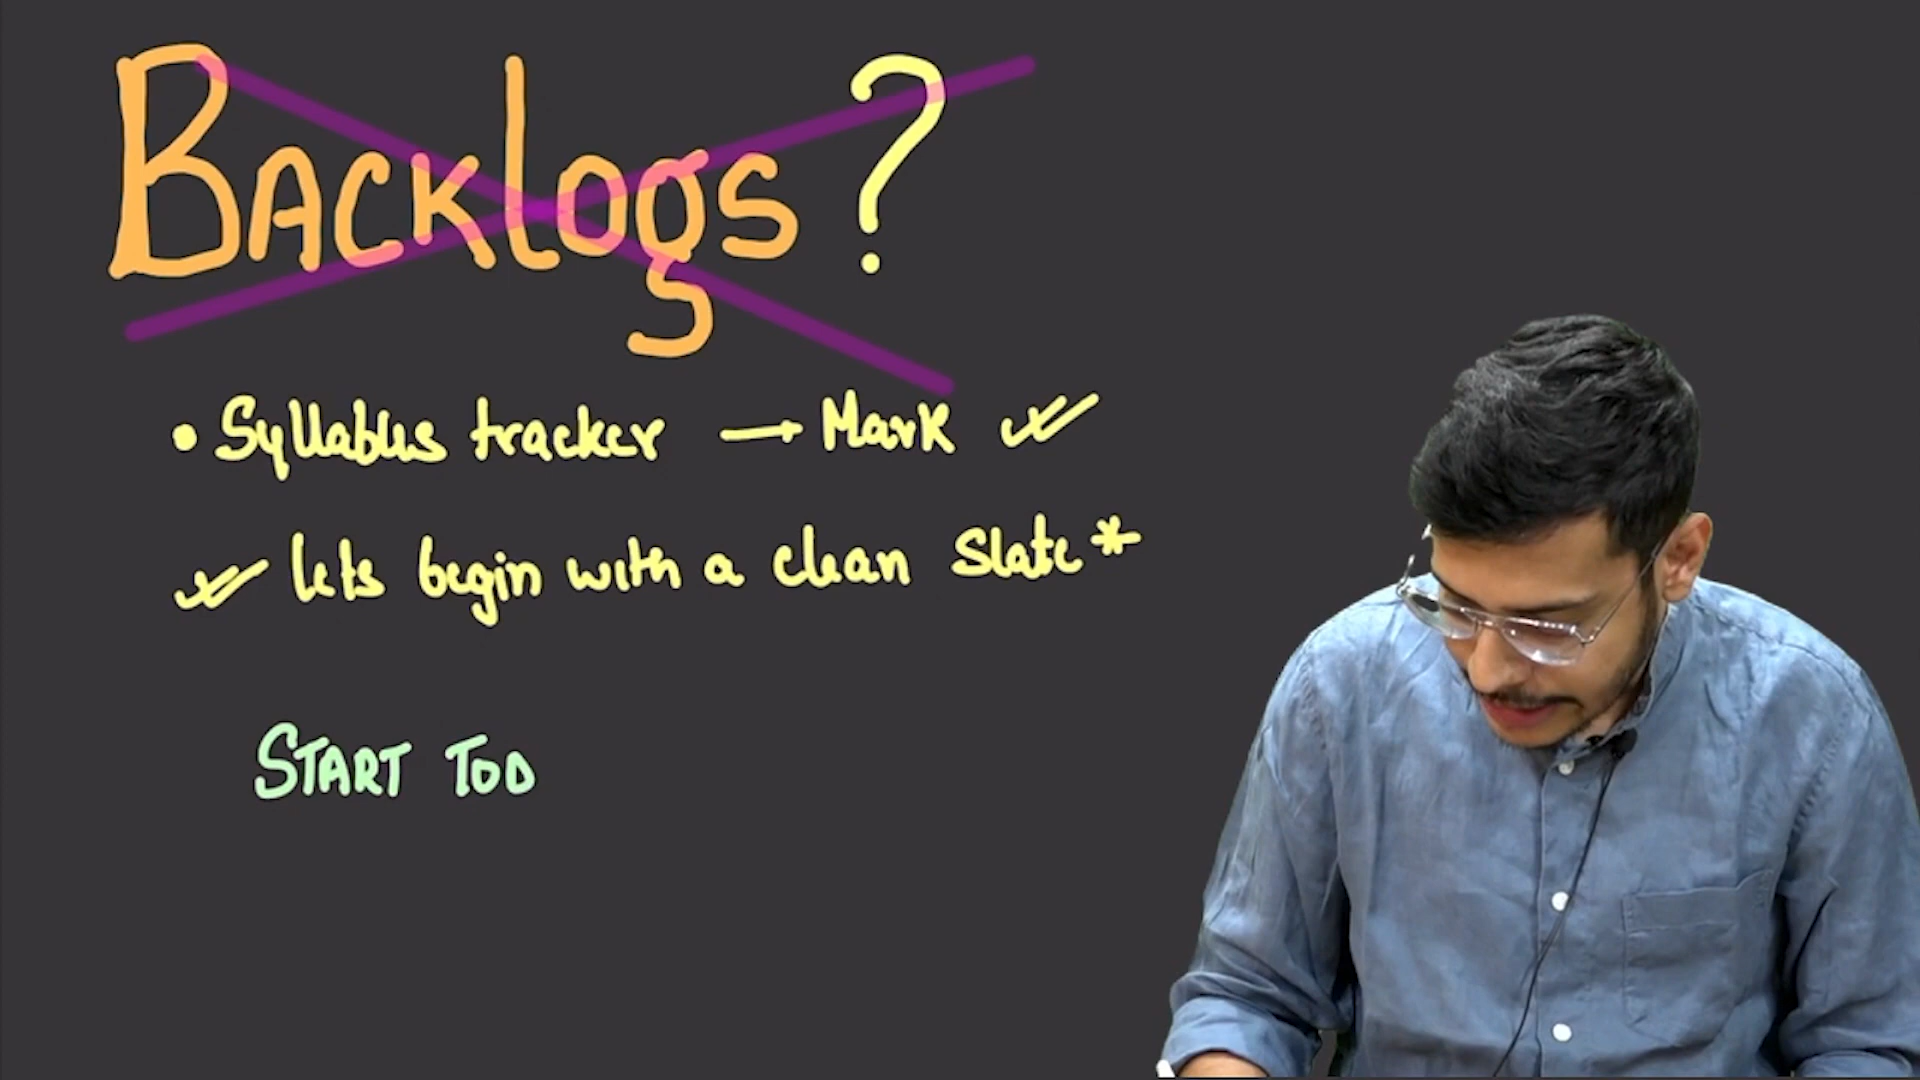 Backlogs?
• Syllabus tracker → Mark ✓✓
✓✓ lets begin with a clean Slate*
START TOD